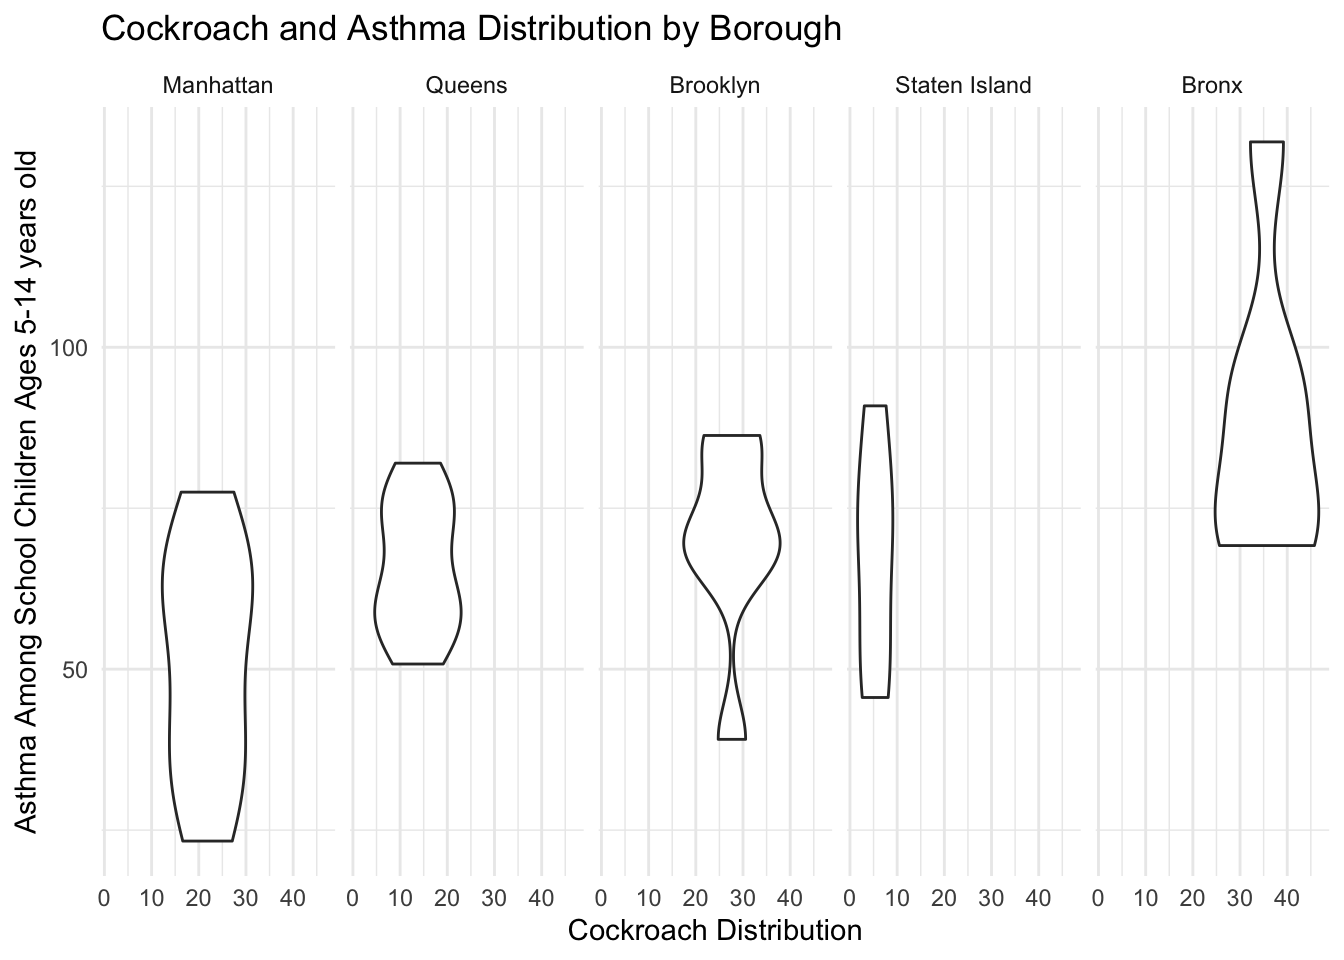 Cockroach and Asthma Distribution by Borough
Manhattan Queens Brooklyn Staten Island Bronx
Asthma Among School Children Ages 5-14 years old
100
50
0 10 20 30 40 0 10 20 30 40 0 10 20 30 40 0 10 20 30 40 0 10 20 30 40
Cockroach Distribution